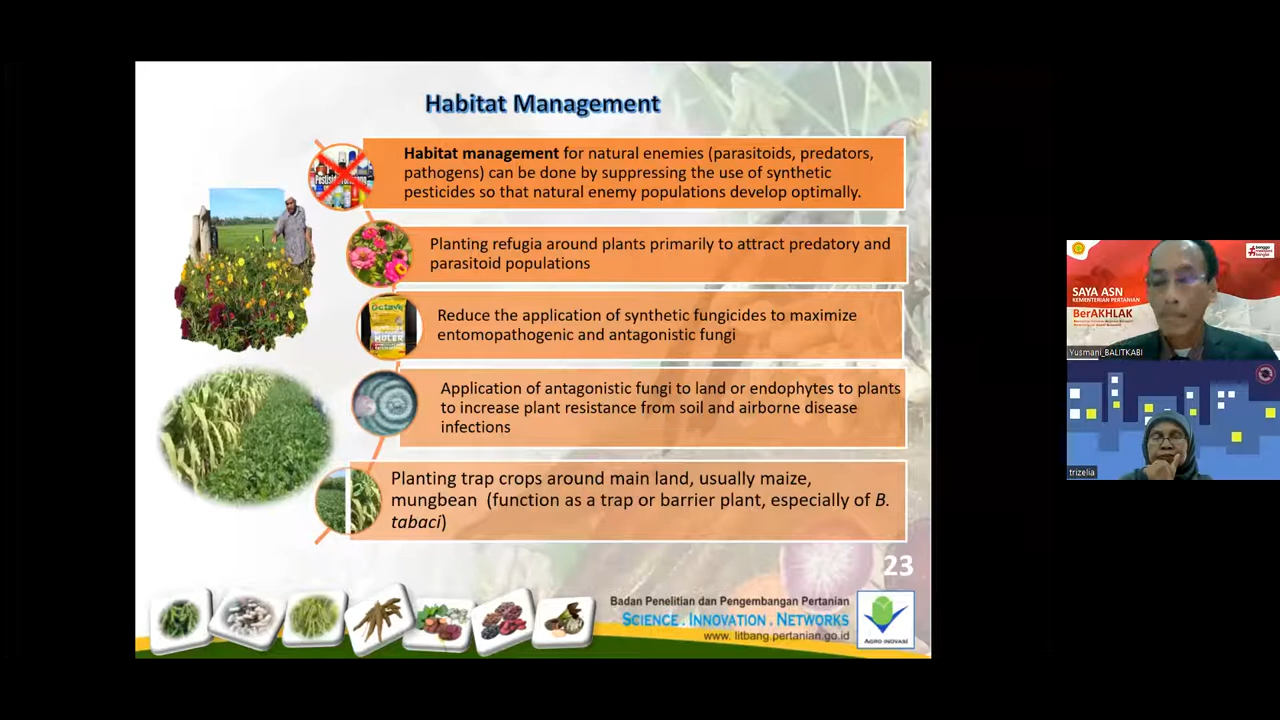 Habitat Management
Habitat management for natural enemies (parasitoids, predators,
pathogens) can be done by suppressing the use of synthetic
pesticides so that natural enemy populations develop optimally.
Planting refugia around plants primarily to attract predatory and
parasitoid populations
Reduce the application of synthetic fungicides to maximize
entomopathogenic and antagonistic fungi
Application of antagonistic fungi to land or endophytes to plants
to increase plant resistance from soil and airborne disease
infections
Planting trap crops around main land, usually maize,
mungbean (function as a trap or barrier plant, especially of B.
tabaci)
23
Badan Penelitian dan Pengembangan Pertanian
SCIENCE . INNOVATION . NETWORKS
www. litbang.pertanian.go.id
AGRO INOVASI
Octave
SAYA ASN
KEMENTERIAN PERTANIAN
BerAKHLAK
bangga
melayani
bangsa
Yusmani_BALITKABI
trizelia